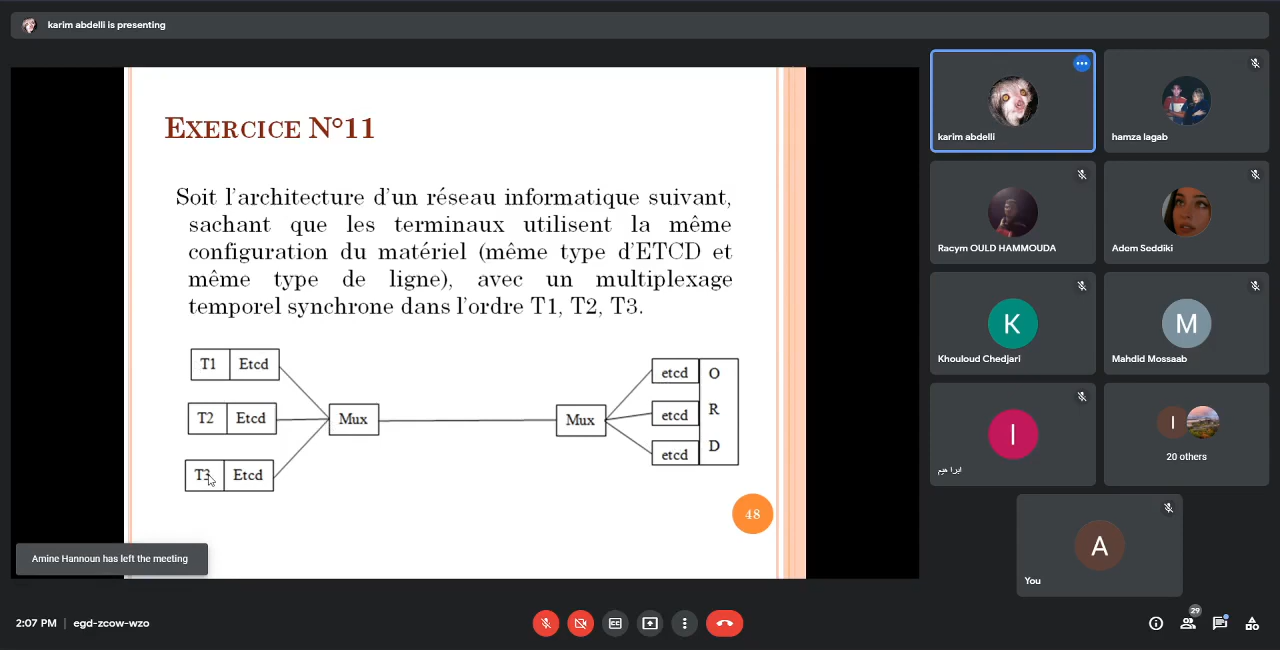 karim abdelli is presenting
EXERCICE N°11
Soit l'architecture d'un réseau informatique suivant,
sachant que les terminaux utilisent la même
configuration du matériel (même type d'ETCD et
même type de ligne), avec un multiplexage
temporel synchrone dans l'ordre T1, T2, T3.
T1 Etcd
T2 Etcd
T3 Etcd
Mux
Mux
etcd
etcd
etcd
O
R
D
48
Amine Hannoun has left the meeting
karim abdelli
hamza lagab
Racym OULD HAMMOUDA
Adem Seddiki
K
Khouloud Chedjari
M
Mahdid Mossaab
I
ابراهيم
I
20 others
A
You
2:07 PM | egd-zcow-wzo
29